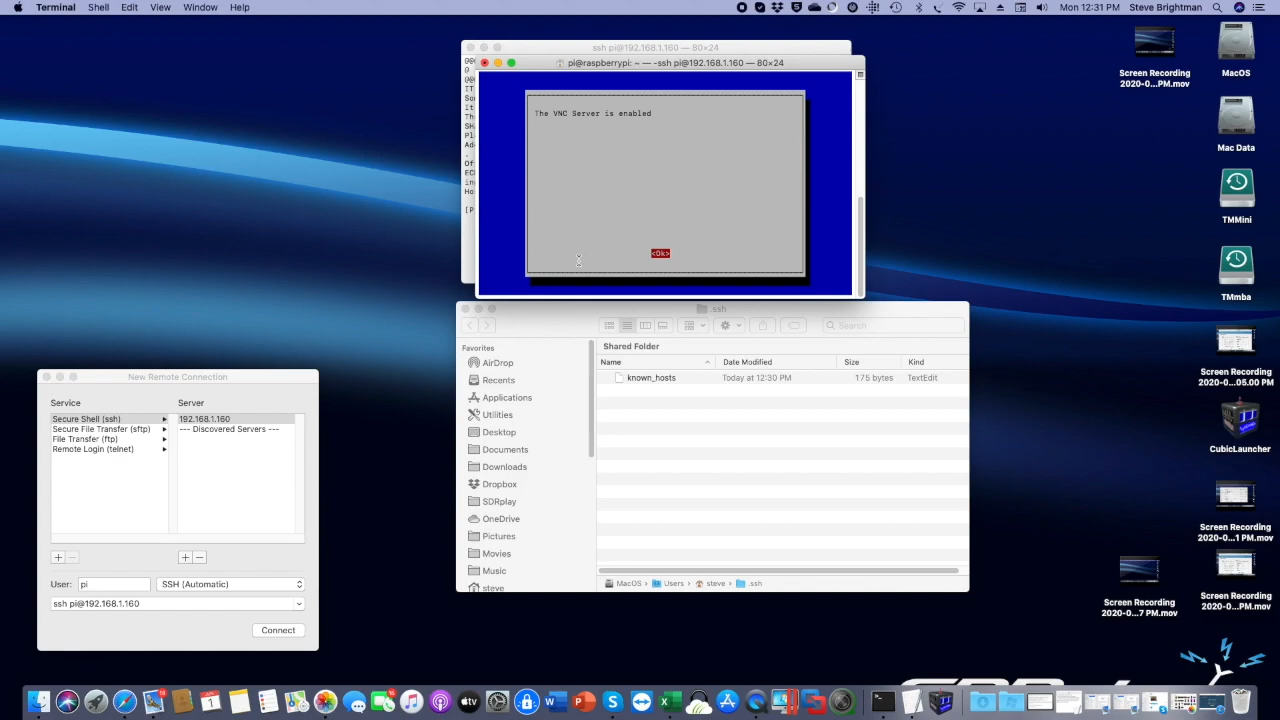 Terminal Shell Edit View Window Help
Mon 12:31 PM Steve Brightman
ssh pi@192.168.1.160 — 80×24
pi@raspberrypi: ~ — -ssh pi@192.168.1.160 — 80×24
The VNC Server is enabled
<Ok>
.ssh
Search
Shared Folder
Name Date Modified Size Kind
known_hosts Today at 12:30 PM 175 bytes TextEdit
Favorites
AirDrop
Recents
Applications
Utilities
Desktop
Documents
Downloads
Dropbox
SDRplay
OneDrive
Pictures
Movies
Music
steve
MacOS Users steve .ssh
New Remote Connection
Service Server
Secure Shell (ssh) 192.168.1.160
Secure File Transfer (sftp) --- Discovered Servers ---
File Transfer (ftp)
Remote Login (telnet)
User: pi SSH (Automatic)
ssh pi@192.168.1.160
Connect
Screen Recording
2020-0...PM.mov
MacOS
Mac Data
TMMini
TMmba
Screen Recording
2020-0...05.00 PM
CubicLauncher
Screen Recording
2020-0...1 PM.mov
Screen Recording
2020-0...PM.mov
Screen Recording
2020-0...7 PM.mov